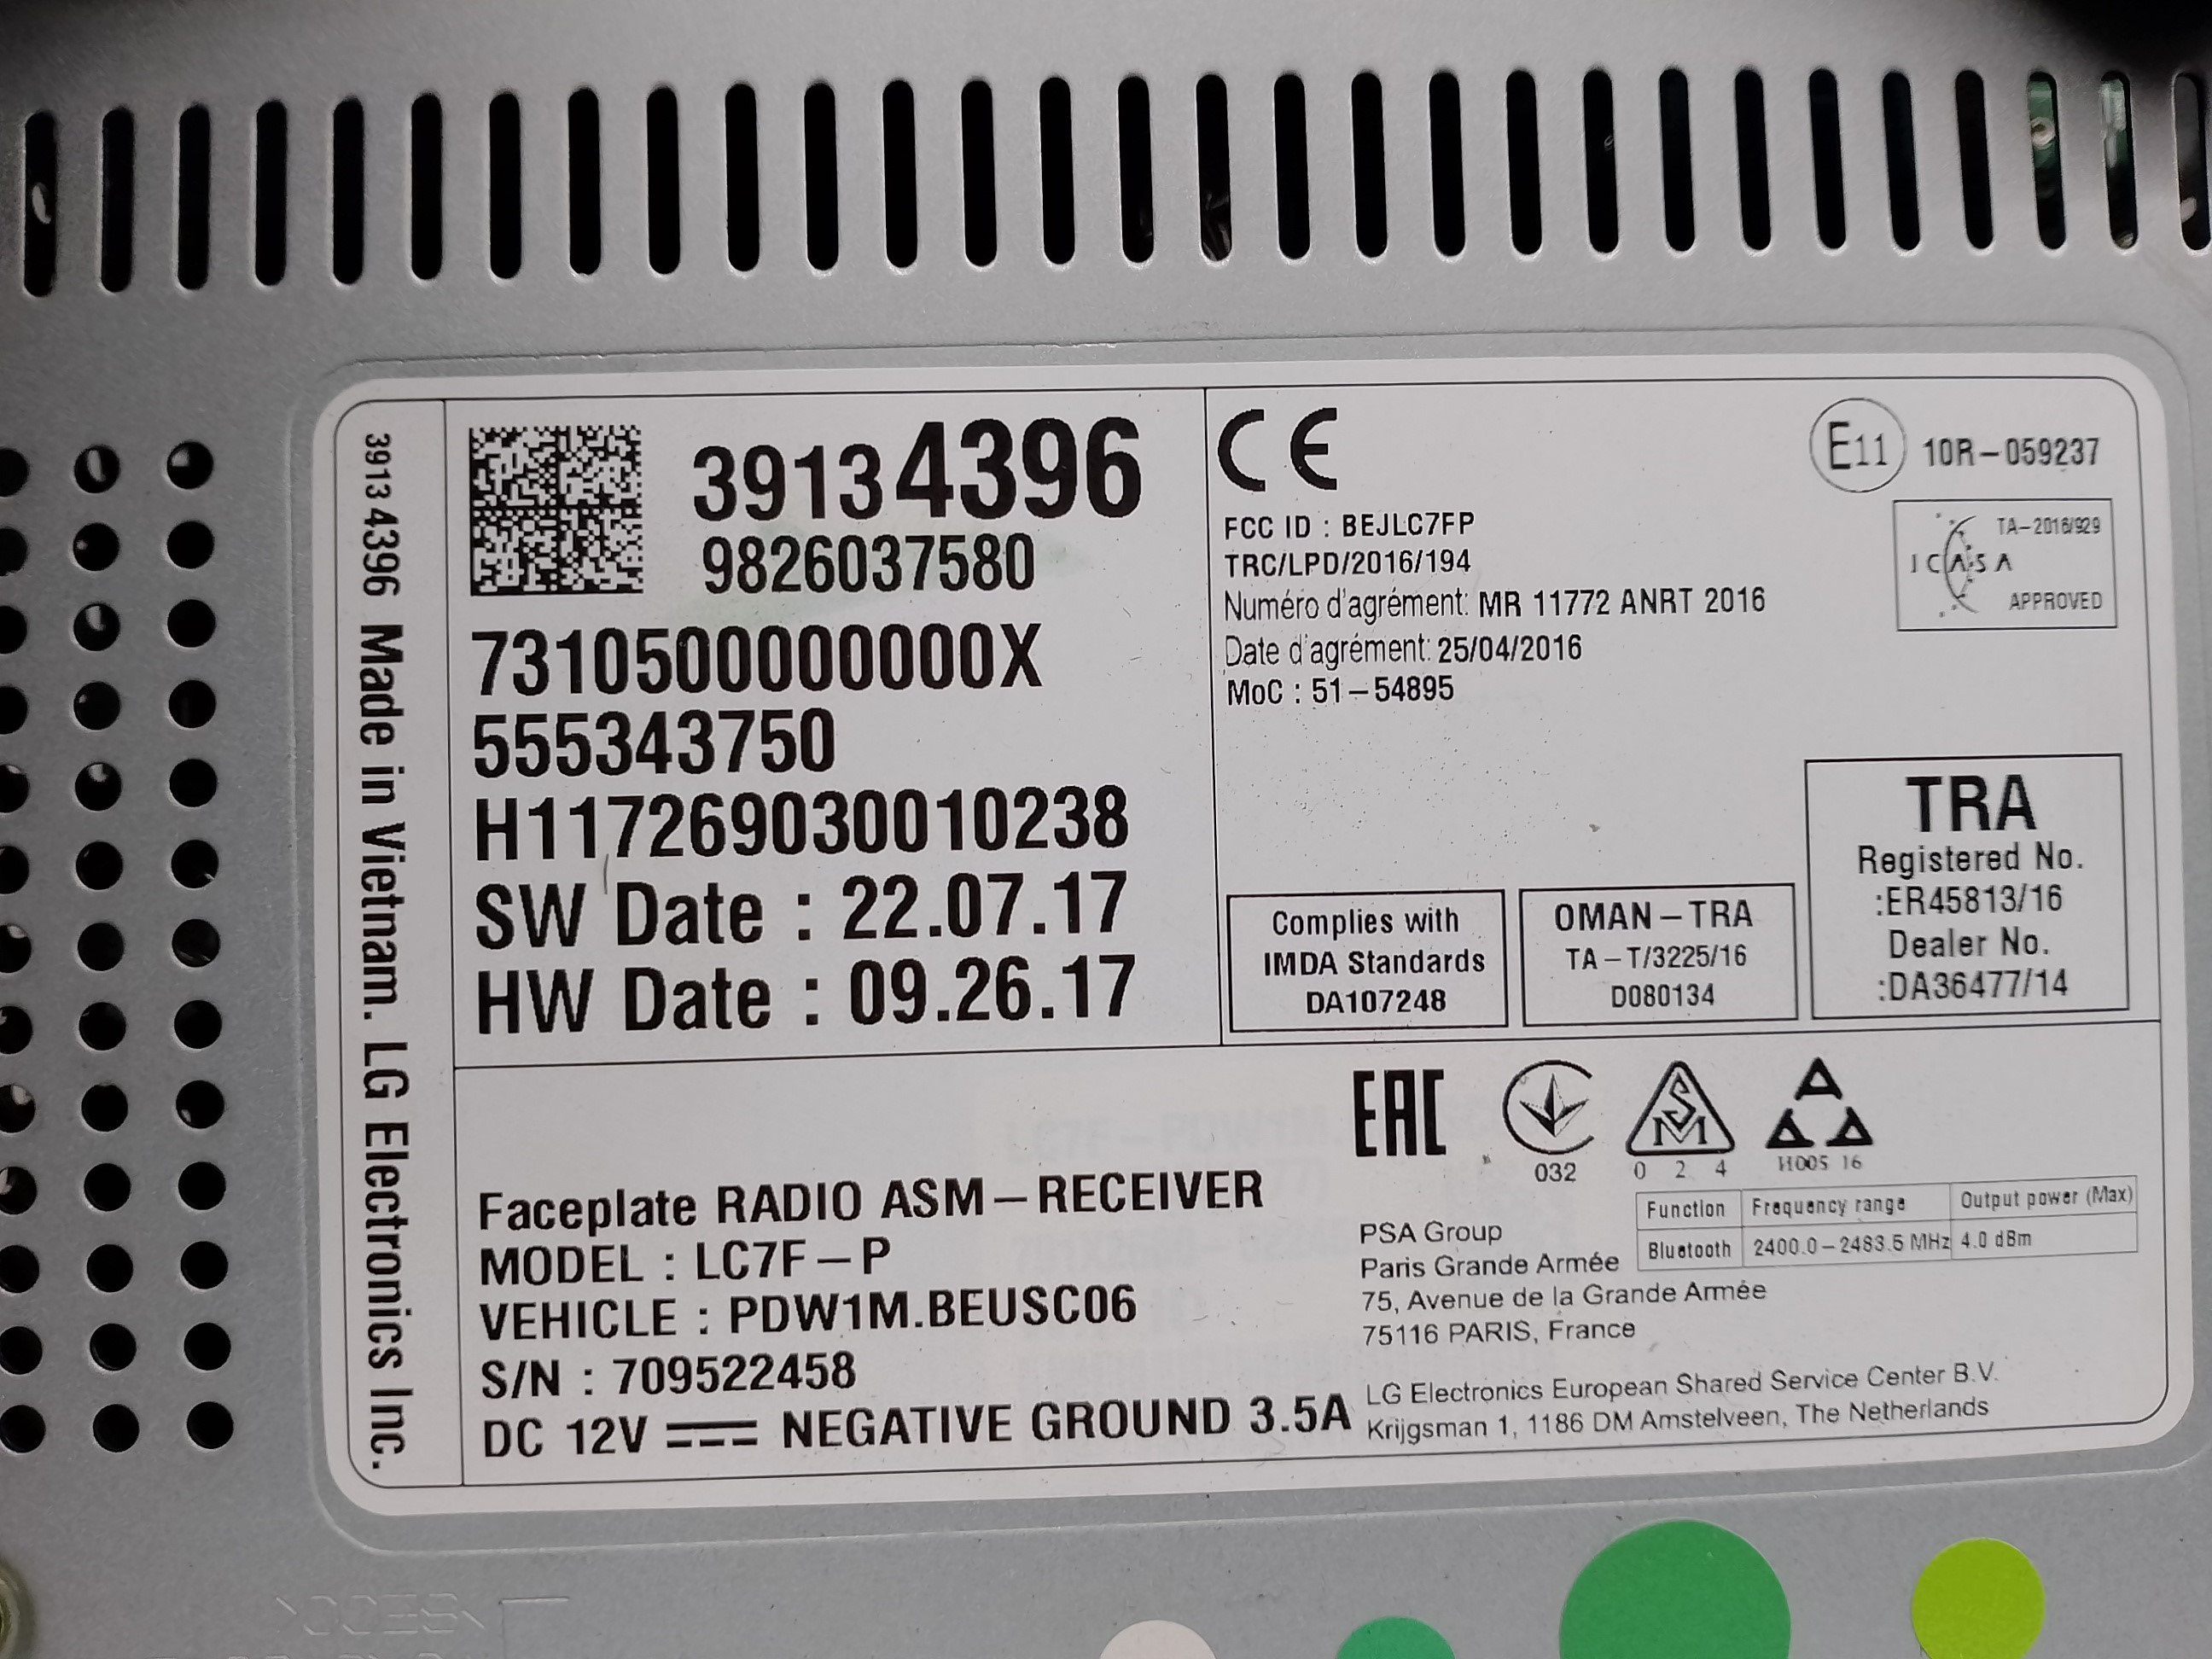 3913 4396 Made in Vietnam. LG Electronics Inc.
3913 4396
9826037580
7310500000000X
555343750
H117269030010238
SW Date : 22.07.17
HW Date : 09.26.17
CE
FCC ID : BEJLC7FP
TRC/LPD/2016/194
Numéro d'agrément: MR 11772 ANRT 2016
Date d'agrément: 25/04/2016
MoC : 51-54895
E11 10R-059237
TA-2016/929
ICASA
APPROVED
Complies with
IMDA Standards
DA107248
OMAN-TRA
TA-T/3225/16
D080134
TRA
Registered No.
:ER45813/16
Dealer No.
:DA36477/14
Faceplate RADIO ASM-RECEIVER
MODEL : LC7F-P
VEHICLE : PDW1M.BEUSC06
S/N : 709522458
DC 12V NEGATIVE GROUND 3.5A
EAC
032
SM
0 2 4
H005 16
Function Frequency range Output power (Max)
Bluetooth 2400.0-2483.5 MHz 4.0 dBm
PSA Group
Paris Grande Armée
75, Avenue de la Grande Armée
75116 PARIS, France
LG Electronics European Shared Service Center B.V.
Krijgsman 1, 1186 DM Amstelveen, The Netherlands